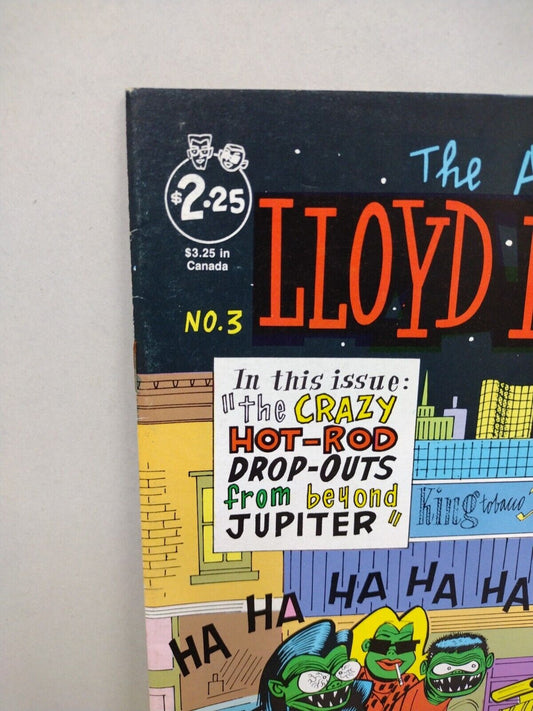 $2.25
$3.25 in
Canada
The A
LLOYD
NO.3
In this issue:
"the CRAZY
HOT-ROD
DROP-OUTS
from beyond
JUPITER"
King tobacco
HA HA HA HA HA